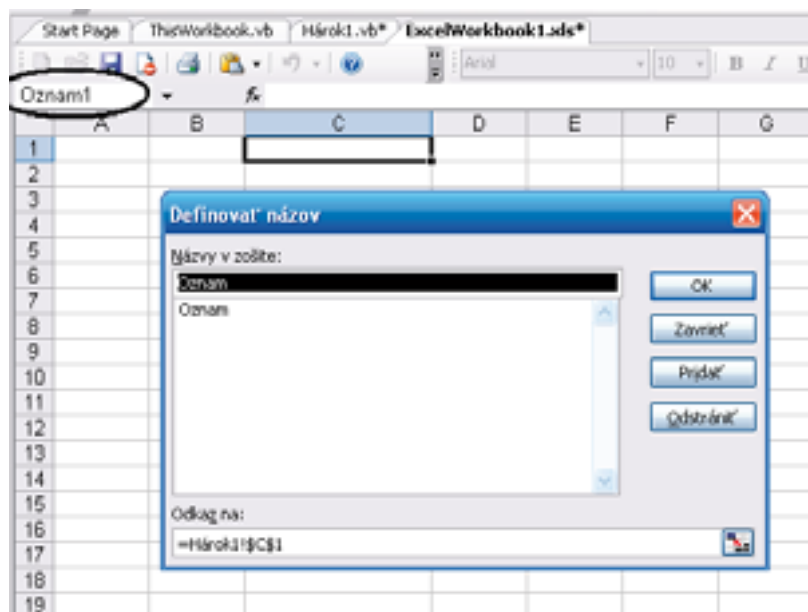 Start Page ThisWorkbook.vb Hárok1.vb* ExcelWorkbook1.xls*
Arial 10 B I U
Oznam1 fx
A B C D E F G
1
2
3
4
5
6
7
8
9
10
11
12
13
14
15
16
17
18
19
Definovať názov
Názvy v zošite:
Oznam
Oznam
OK
Zavrieť
Pridať
Odstrániť
Odkaz na:
=Hárok1!$C$1